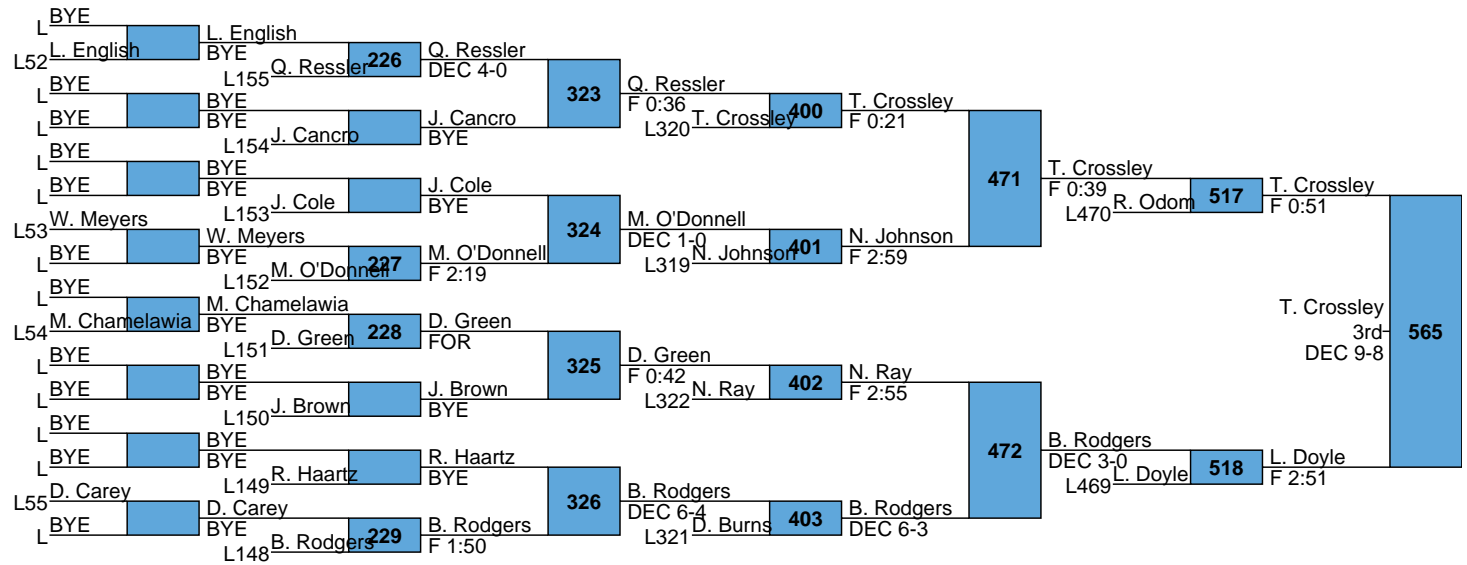 BYE
L
L52 L. English
L. English
BYE
L155 Q. Ressler
226
Q. Ressler
DEC 4-0
BYE
L
BYE
L
BYE
BYE
L154 J. Cancro
J. Cancro
BYE
323
Q. Ressler
F 0:36
L320 T. Crossley
400
T. Crossley
F 0:21
BYE
L
BYE
L
BYE
BYE
L153 J. Cole
J. Cole
BYE
L53 W. Meyers
BYE
L
W. Meyers
BYE
L152 M. O'Donnell
227
M. O'Donnell
F 2:19
324
M. O'Donnell
DEC 1-0
L319 N. Johnson
401
N. Johnson
F 2:59
471
T. Crossley
F 0:39
L470 R. Odom
517
T. Crossley
F 0:51
BYE
L
L54 M. Chamelawia
M. Chamelawia
BYE
L151 D. Green
228
D. Green
FOR
BYE
L
BYE
L
BYE
BYE
L150 J. Brown
J. Brown
BYE
325
D. Green
F 0:42
L322 N. Ray
402
N. Ray
F 2:55
BYE
L
BYE
L
BYE
BYE
L149 R. Haartz
R. Haartz
BYE
L55 D. Carey
BYE
L
D. Carey
BYE
L148 B. Rodgers
229
B. Rodgers
F 1:50
326
B. Rodgers
DEC 6-4
L321 D. Burns
403
B. Rodgers
DEC 6-3
472
B. Rodgers
DEC 3-0
L469 L. Doyle
518
L. Doyle
F 2:51
T. Crossley
3rd
DEC 9-8
565